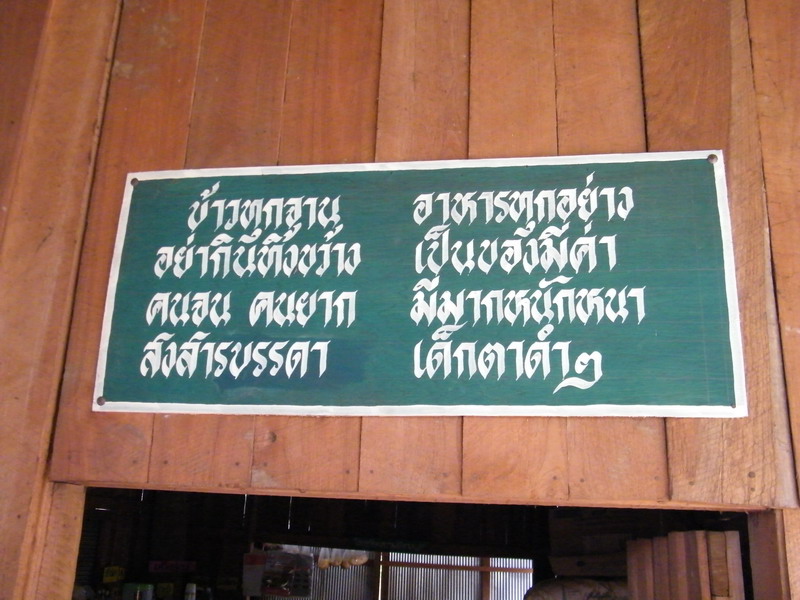 ข้าวทุกจาน อาหารทุกอย่าง
อย่ากินทิ้งขว้าง เป็นของมีค่า
คนจน คนยาก มีมากหนักหนา
สงสารบรรดา เด็กตาดำๆ